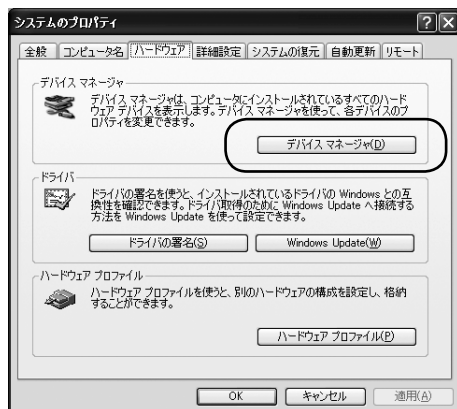 システムのプロパティ
全般 コンピュータ名 ハードウェア 詳細設定 システムの復元 自動更新 リモート
デバイス マネージャ
デバイス マネージャは、コンピュータにインストールされているすべてのハード
ウェア デバイスを表示します。デバイス マネージャを使って、各デバイスのプ
ロパティを変更できます。
デバイス マネージャ(D)
ドライバ
ドライバの署名を使うと、インストールされているドライバの Windows との互
換性を確認できます。ドライバ取得のために Windows Update へ接続する
方法を Windows Update を使って設定できます。
ドライバの署名(S) Windows Update(W)
ハードウェア プロファイル
ハードウェア プロファイルを使うと、別のハードウェアの構成を設定し、格納
することができます。
ハードウェア プロファイル(P)
OK キャンセル 適用(A)